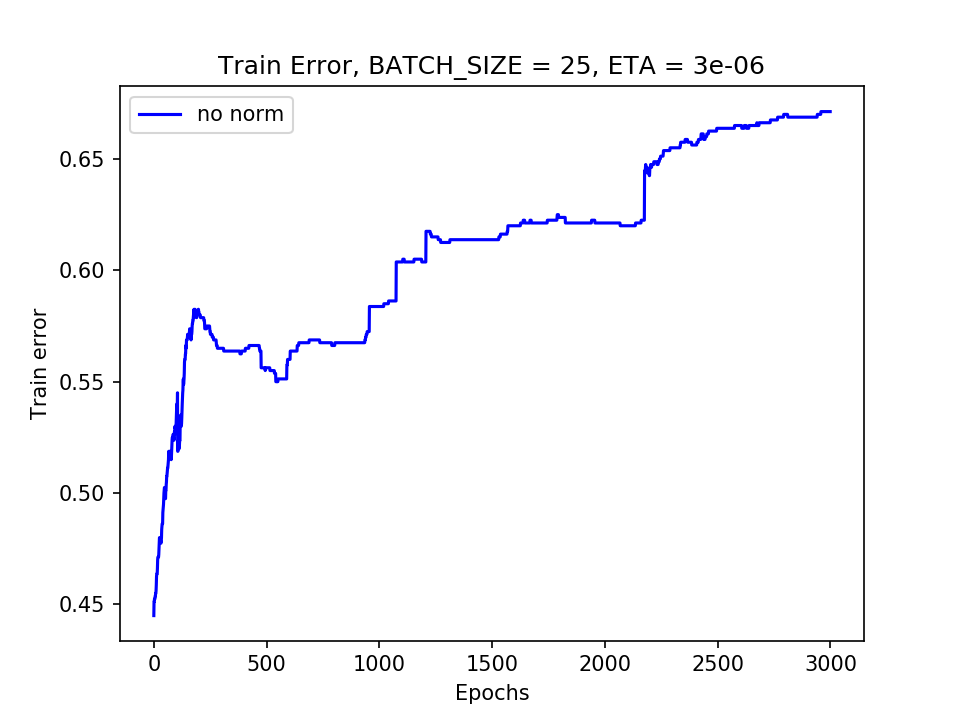 Train Error, BATCH_SIZE = 25, ETA = 3e-06
no norm
Train error
0.65
0.60
0.55
0.50
0.45
0 500 1000 1500 2000 2500 3000
Epochs